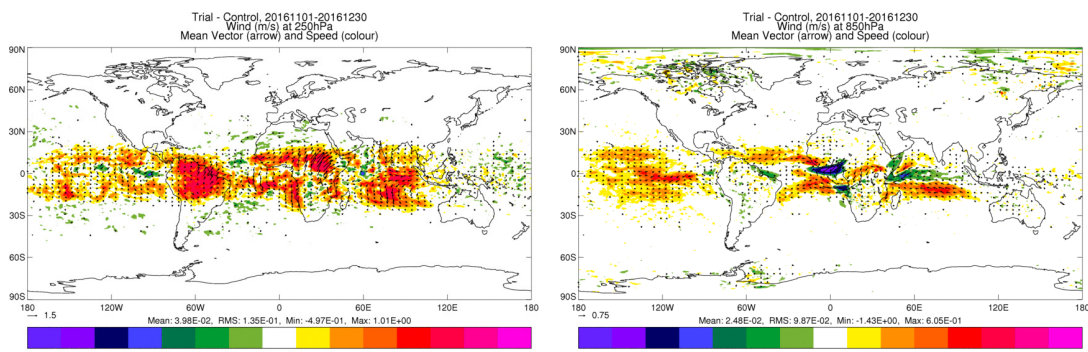 Trial - Control, 20161101-20161230
Wind (m/s) at 250hPa
Mean Vector (arrow) and Speed (colour)
90N
60N
30N
0
30S
60S
90S
180 120W 60W 0 60E 120E 180
1.5
Mean: 3.98E-02, RMS: 1.35E-01, Min: -4.97E-01, Max: 1.01E+00
Trial - Control, 20161101-20161230
Wind (m/s) at 850hPa
Mean Vector (arrow) and Speed (colour)
90N
60N
30N
0
30S
60S
90S
180 120W 60W 0 60E 120E 180
0.75
Mean: 2.48E-02, RMS: 9.87E-02, Min: -1.43E+00, Max: 6.05E-01